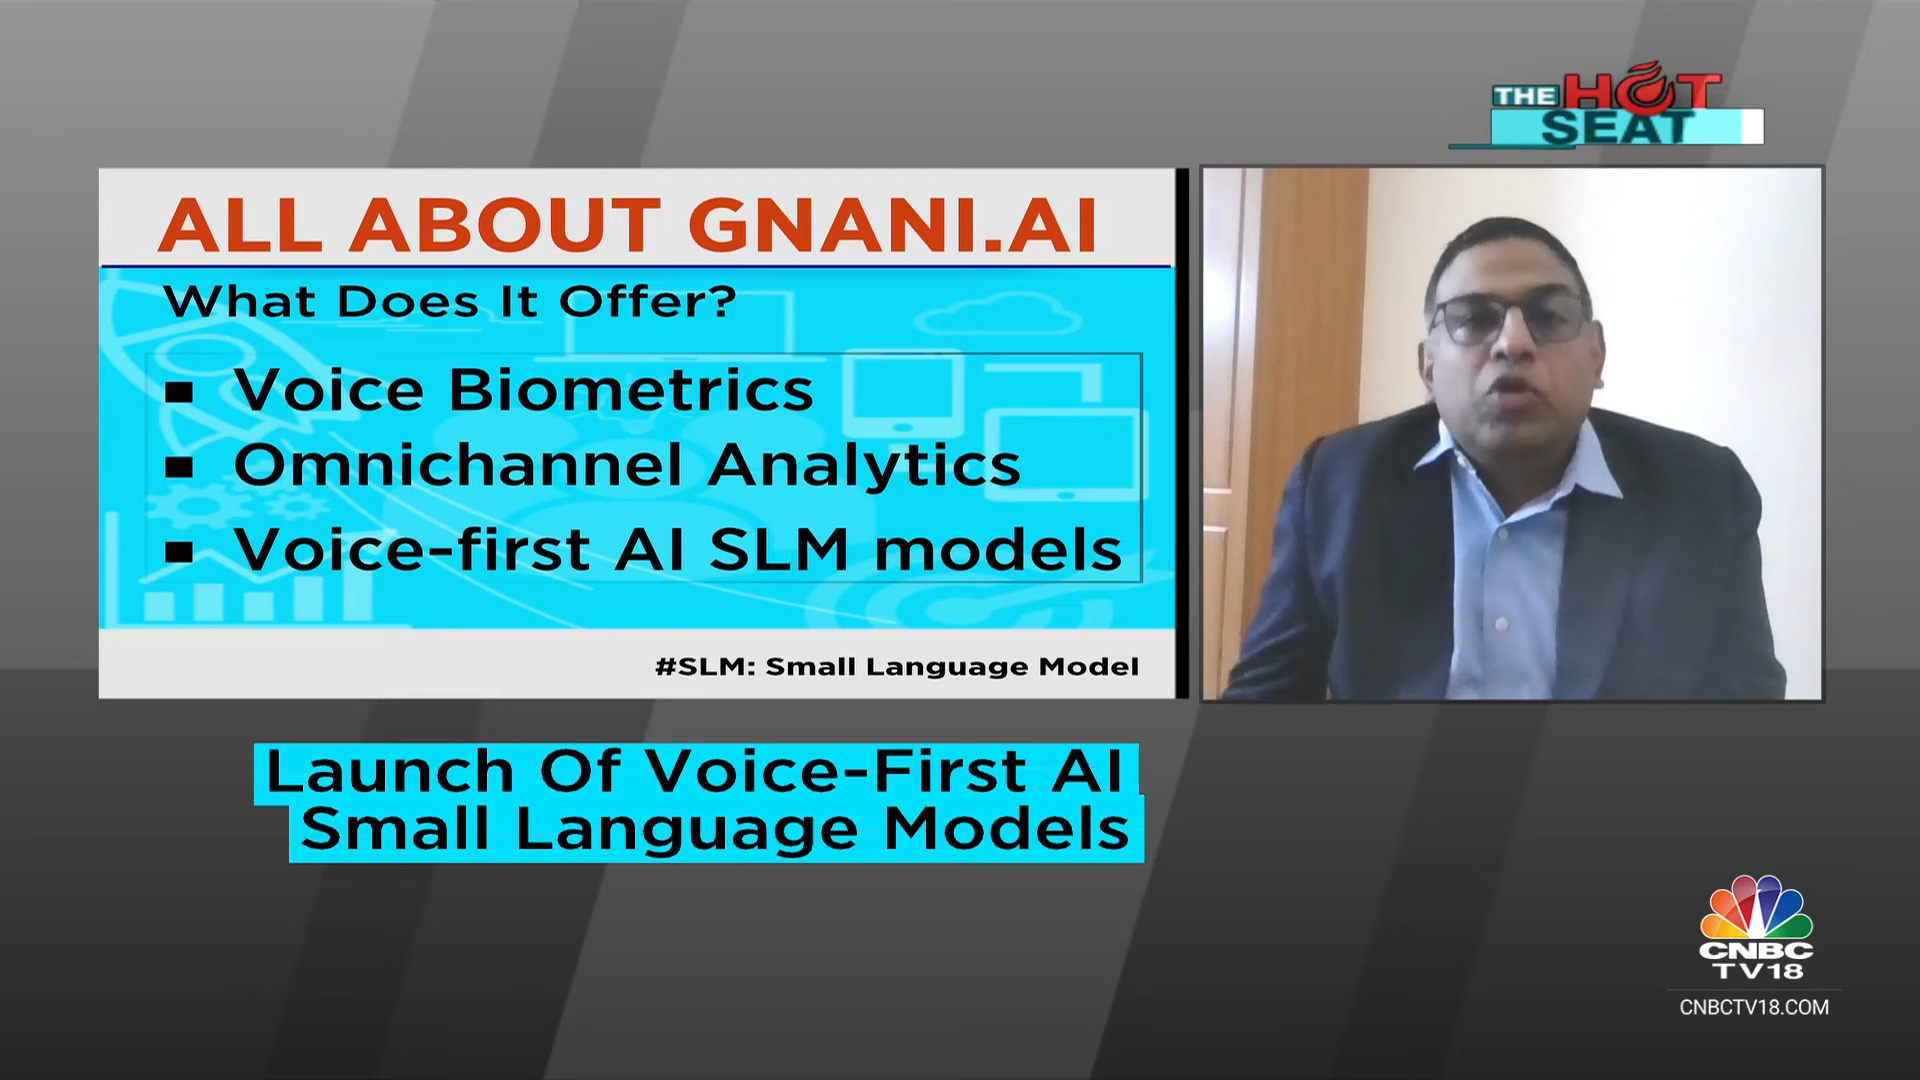 THE HOT
SEAT
ALL ABOUT GNANI.AI
What Does It Offer?
▪ Voice Biometrics
▪ Omnichannel Analytics
▪ Voice-first AI SLM models
#SLM: Small Language Model
Launch Of Voice-First AI
Small Language Models
CNBC
TV18
CNBCTV18.COM